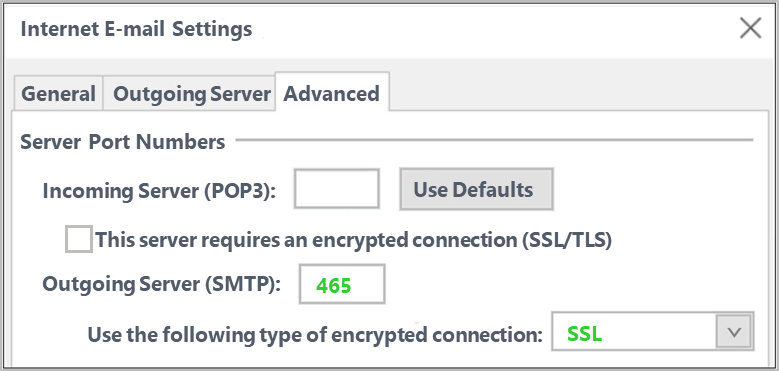 Internet E-mail Settings
General Outgoing Server Advanced
Server Port Numbers
Incoming Server (POP3): Use Defaults
This server requires an encrypted connection (SSL/TLS)
Outgoing Server (SMTP): 465
Use the following type of encrypted connection: SSL